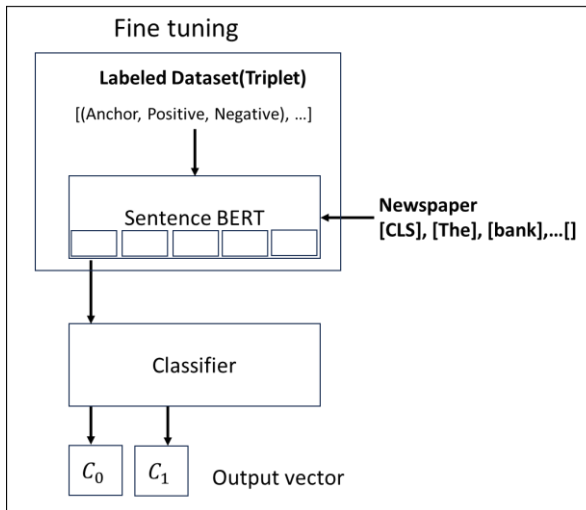 Fine tuning
Labeled Dataset(Triplet)
[(Anchor, Positive, Negative), ...]
Sentence BERT
Newspaper
[CLS], [The], [bank],...[]
Classifier
C₀ C₁
Output vector